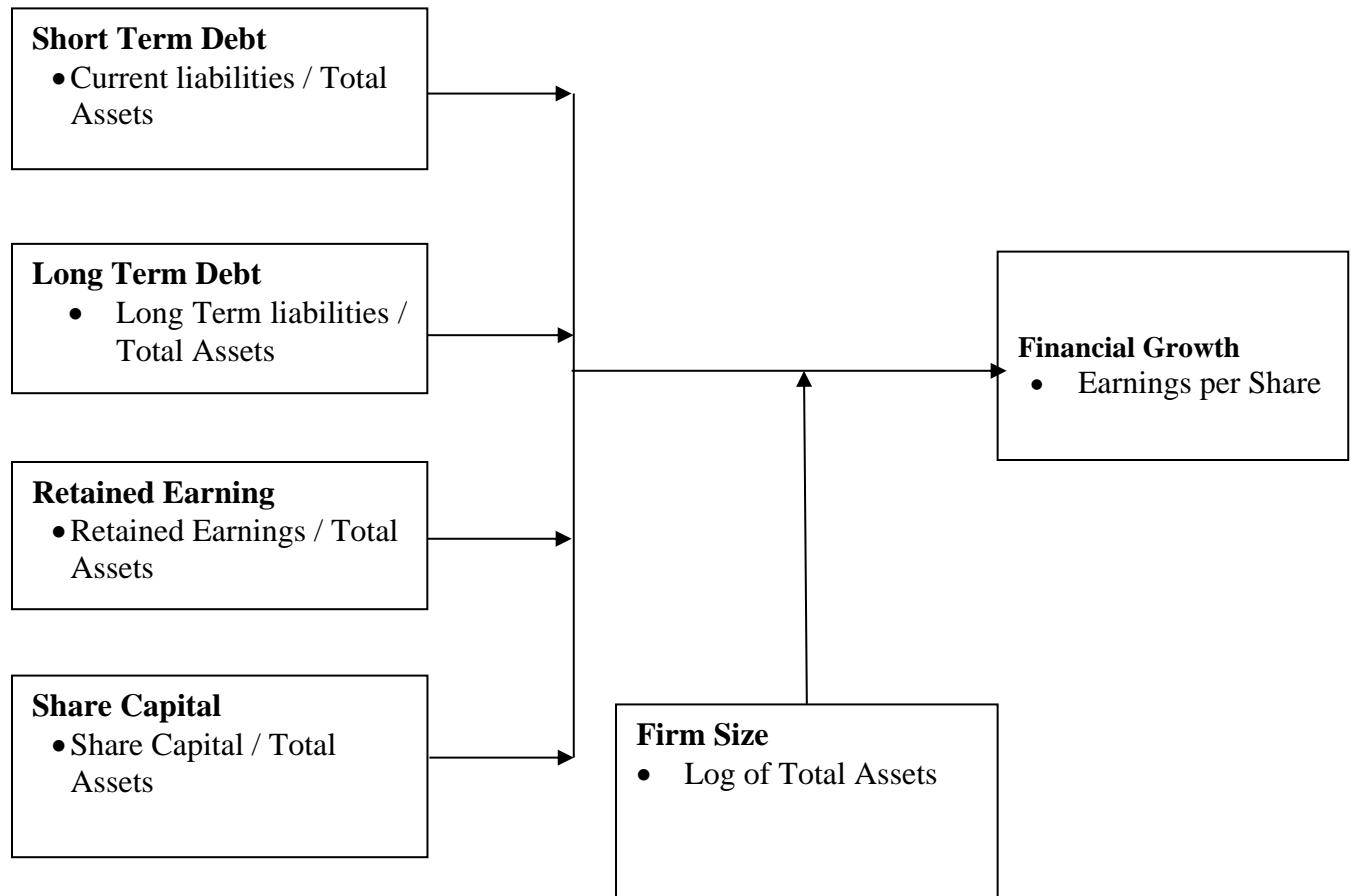 Short Term Debt
• Current liabilities / Total
Assets
Long Term Debt
• Long Term liabilities /
Total Assets
Retained Earning
• Retained Earnings / Total
Assets
Share Capital
• Share Capital / Total
Assets
Firm Size
• Log of Total Assets
Financial Growth
• Earnings per Share